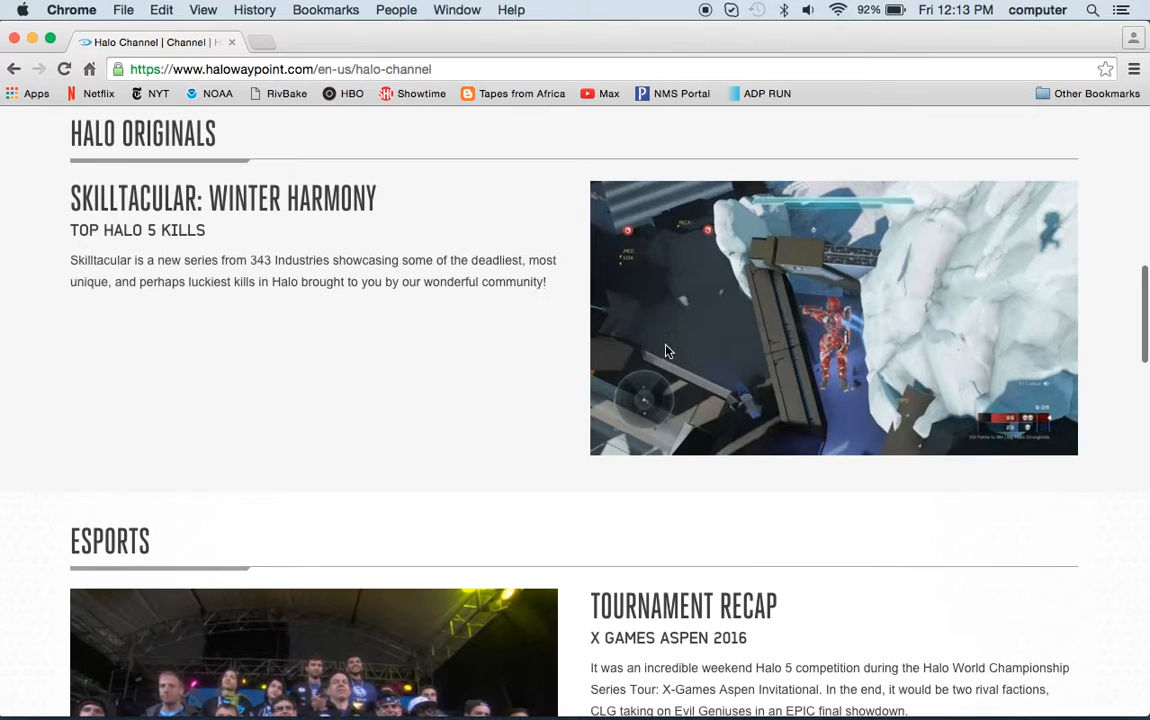 Chrome File Edit View History Bookmarks People Window Help 92% Fri 12:13 PM computer
Halo Channel | Channel | H
https://www.halowaypoint.com/en-us/halo-channel
Apps Netflix NYT NOAA RivBake HBO Showtime Tapes from Africa Max NMS Portal ADP RUN Other Bookmarks
HALO ORIGINALS
SKILLTACULAR: WINTER HARMONY
TOP HALO 5 KILLS
Skilltacular is a new series from 343 Industries showcasing some of the deadliest, most
unique, and perhaps luckiest kills in Halo brought to you by our wonderful community!
ESPORTS
TOURNAMENT RECAP
X GAMES ASPEN 2016
It was an incredible weekend Halo 5 competition during the Halo World Championship
Series Tour: X-Games Aspen Invitational. In the end, it would be two rival factions,
CLG taking on Evil Geniuses in an EPIC final showdown.